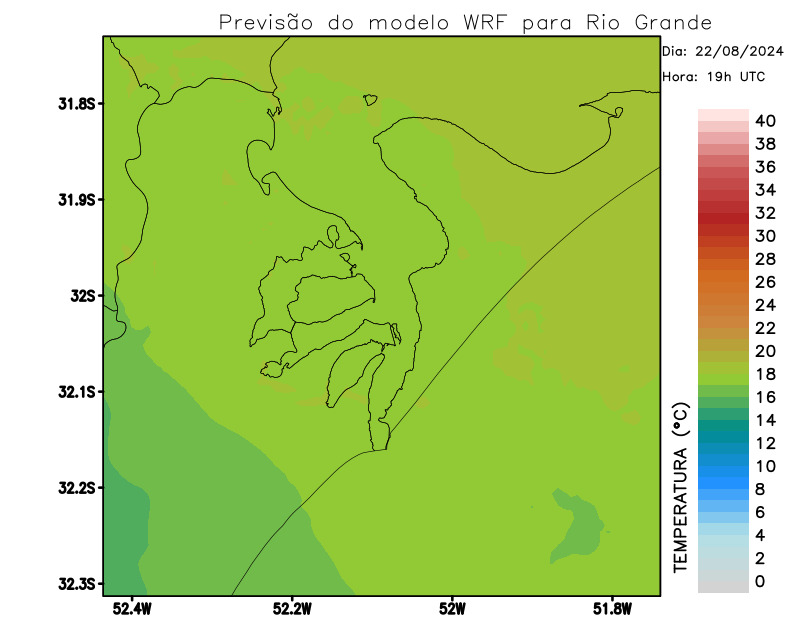 Previsão do modelo WRF para Rio Grande
Dia: 22/08/2024
Hora: 19h UTC
31.8S
31.9S
32S
32.1S
32.2S
32.3S
52.4W
52.2W
52W
51.8W
TEMPERATURA (°C)
40
38
36
34
32
30
28
26
24
22
20
18
16
14
12
10
8
6
4
2
0